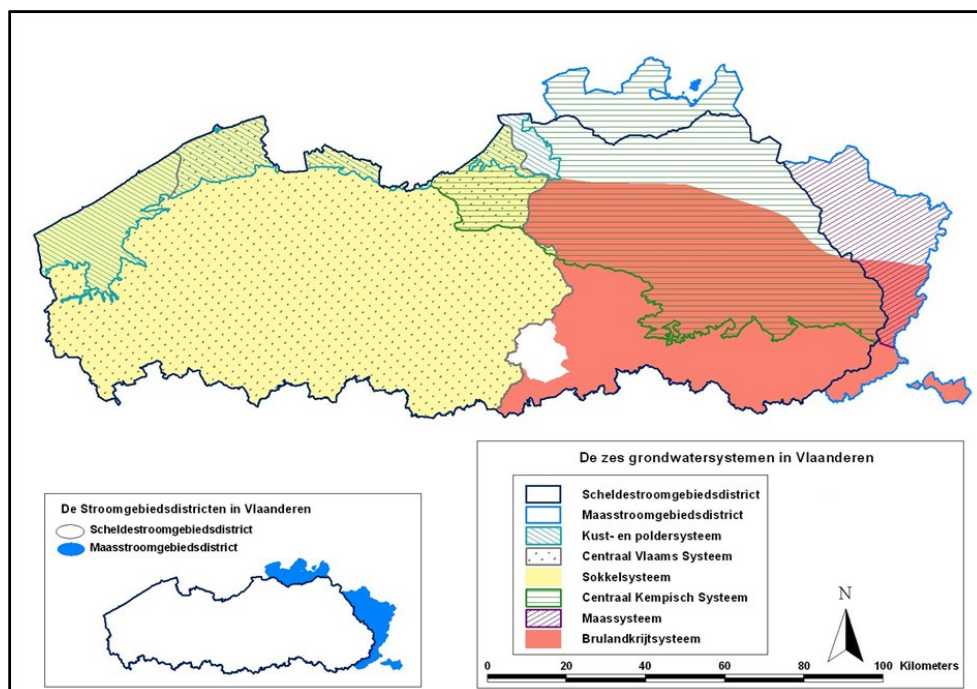 De zes grondwatersystemen in Vlaanderen
Scheldestroomgebiedsdistrict
Maasstroomgebiedsdistrict
Kust- en poldersysteem
Centraal Vlaams Systeem
Sokkelsysteem
Centraal Kempisch Systeem
Maassysteem
Brulandkrijtsysteem
N
0 20 40 60 80 100 Kilometers
De Stroomgebiedsdistricten in Vlaanderen
Scheldestroomgebiedsdistrict
Maasstroomgebiedsdistrict